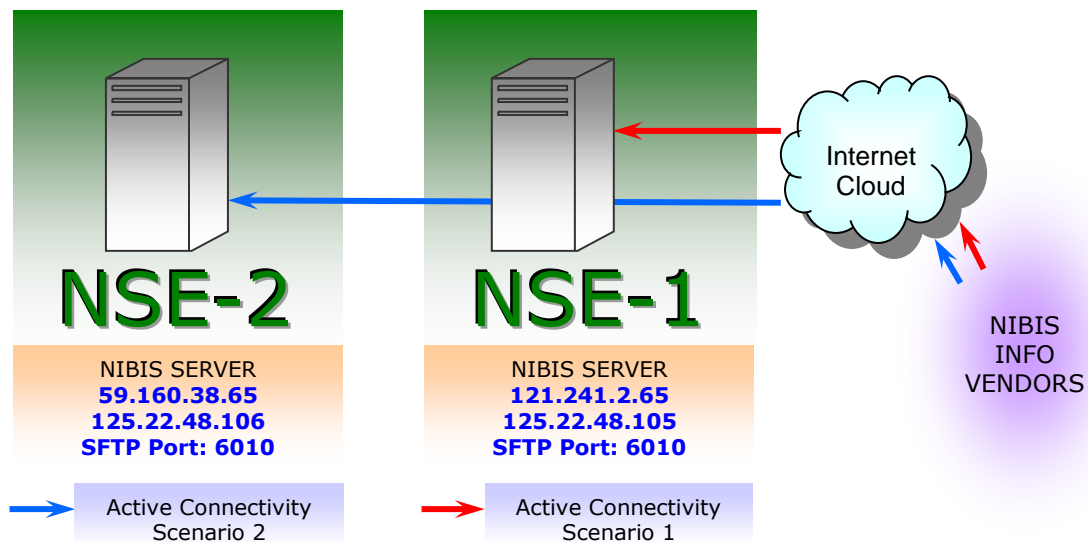 Internet
Cloud
NSE-2
NSE-1
NIBIS
INFO
VENDORS
NIBIS SERVER
59.160.38.65
125.22.48.106
SFTP Port: 6010
NIBIS SERVER
121.241.2.65
125.22.48.105
SFTP Port: 6010
Active Connectivity
Scenario 2
Active Connectivity
Scenario 1